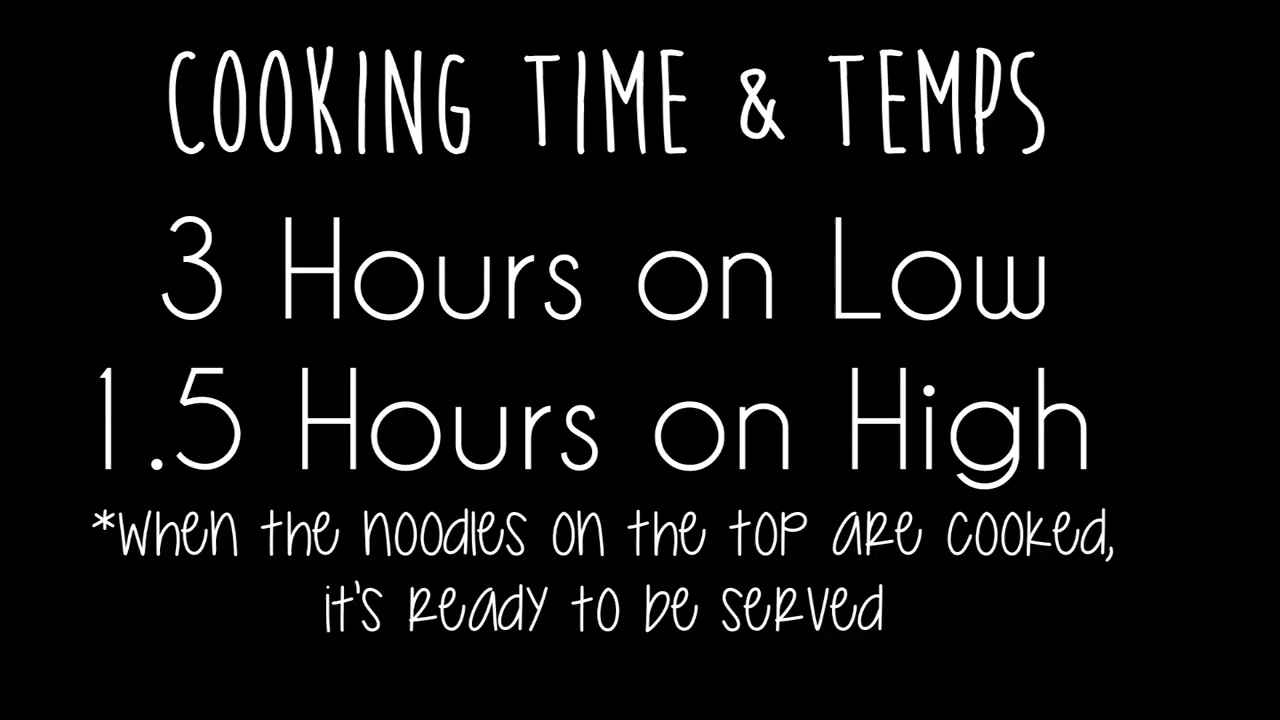 COOKING TIME & TEMPS
3 Hours on Low
1.5 Hours on High
*when the noodles on the top are cooked,
it's ready to be served